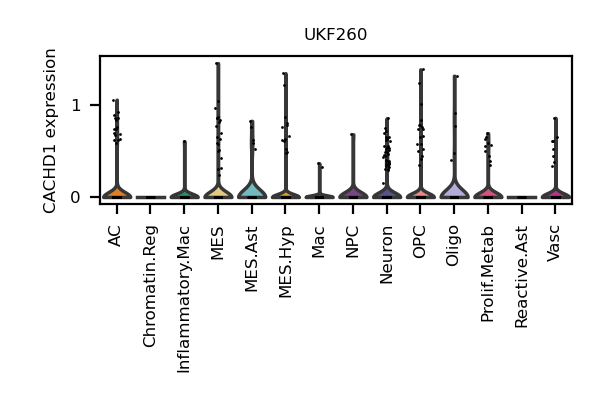 UKF260
CACHD1 expression
1
0
AC
Chromatin.Reg
Inflammatory.Mac
MES
MES.Ast
MES.Hyp
Mac
NPC
Neuron
OPC
Oligo
Prolif.Metab
Reactive.Ast
Vasc